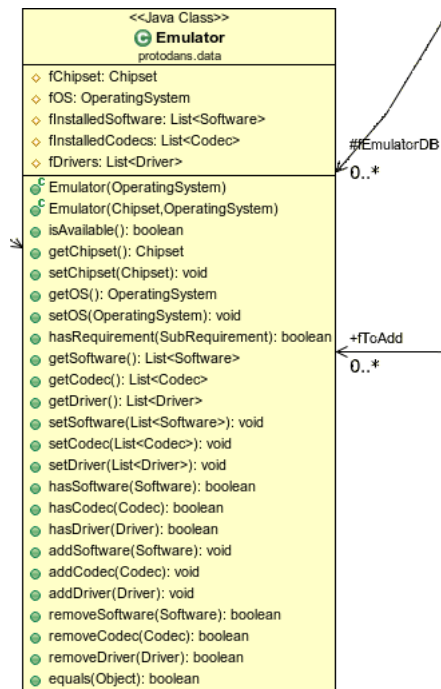 <<Java Class>>
C Emulator
protodans.data
fChipset: Chipset
fOS: OperatingSystem
fInstalledSoftware: List<Software>
fInstalledCodecs: List<Codec>
fDrivers: List<Driver>
#fEmulatorDB
0..*
C Emulator(OperatingSystem)
C Emulator(Chipset,OperatingSystem)
isAvailable(): boolean
getChipset(): Chipset
setChipset(Chipset): void
getOS(): OperatingSystem
setOS(OperatingSystem): void
hasRequirement(SubRequirement): boolean
+fToAdd
getSoftware(): List<Software>
0..*
getCodec(): List<Codec>
getDriver(): List<Driver>
setSoftware(List<Software>): void
setCodec(List<Codec>): void
setDriver(List<Driver>): void
hasSoftware(Software): boolean
hasCodec(Codec): boolean
hasDriver(Driver): boolean
addSoftware(Software): void
addCodec(Codec): void
addDriver(Driver): void
removeSoftware(Software): boolean
removeCodec(Codec): boolean
removeDriver(Driver): boolean
equals(Object): boolean